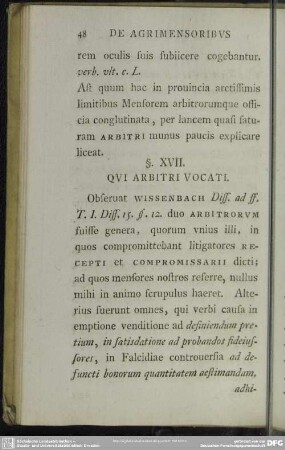 48 DE AGRIMENSORIBVS
rem oculis suis subiicere cogebantur.
verb. vit. c. L.
Ast quum hac in prouincia arctissimis
limitibus Mensorem arbitrorumque offi-
cia conglutinata, per lancem quasi satu-
ram ARBITRI munus paucis explicare
liceat.
§. XVII.
QVI ARBITRI VOCATI.
Obseruat WISSENBACH Diss. ad ff.
T. I. Diss. 15. ff. 12. duo ARBITRORVM
fuisse genera, quorum vnius illi, in
quos compromittebant litigatores RE-
CEPTI et COMPROMISSARII dicti;
ad quos mensores nostros referre, nullus
mihi in animo scrupulus haeret. Alte-
rius fuerunt omnes, qui verbi causa in
emptione venditione ad definiendum pre-
tium, in satisdatione ad probandos fideius-
sores, in Falcidiae controuersia ad de-
functi bonorum quantitatem aestimandam,
adhi-
DFG